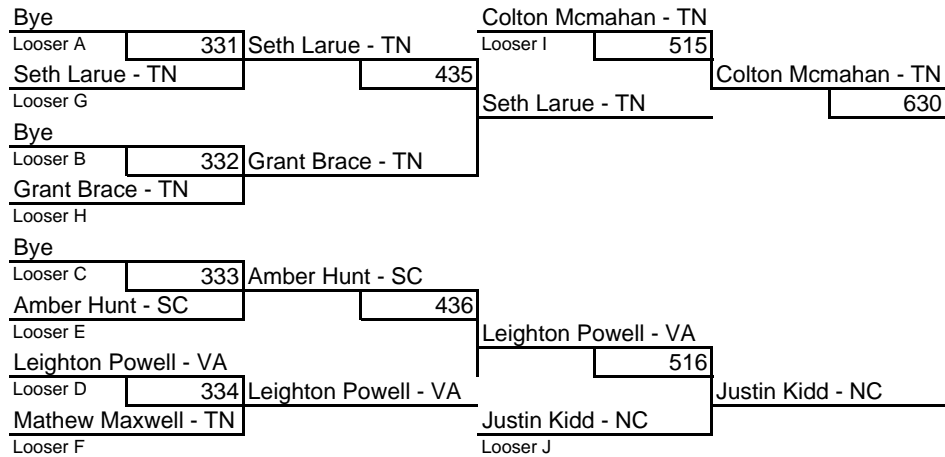 Bye Colton Mcmahan - TN
Looser A 331 Seth Larue - TN Looser I 515
Seth Larue - TN 435 Colton Mcmahan - TN
Looser G Seth Larue - TN 630
Bye
Looser B 332 Grant Brace - TN
Grant Brace - TN
Looser H
Bye
Looser C 333 Amber Hunt - SC
Amber Hunt - SC 436
Looser E Leighton Powell - VA
Leighton Powell - VA 516
Looser D 334 Leighton Powell - VA Justin Kidd - NC
Mathew Maxwell - TN Justin Kidd - NC
Looser F Looser J